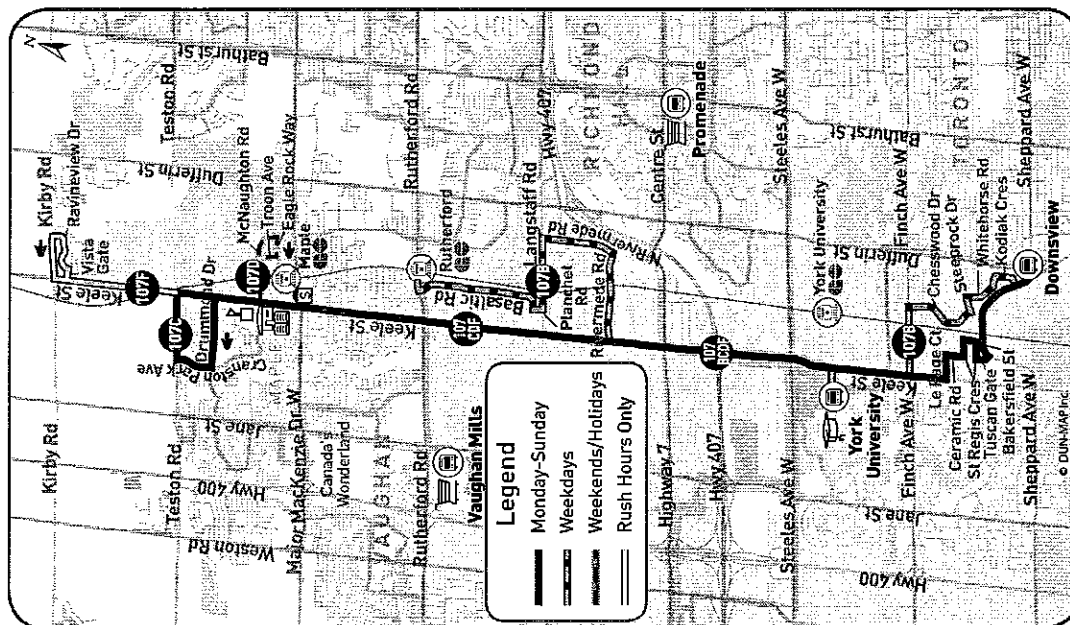 N
Kirby Rd
Ravineview Dr
Vista
Gate
Keele St
107F
Teston Rd
Bathurst St
Dufferin St
McNaughton Rd
Troon Ave
Eagle Rock Way
Maple
107D
107C
Drummond Dr
Cranston Park Ave
S
Kirby Rd
Teston Rd
Jane St
Hwy 400
Weston Rd
Major MacKenzie Dr. W
Canada's
Wonderland
VAUGHAN
Rutherford Rd
Vaughan Mills
Keele St
107
CDF
Rutherford Rd
Rutherford
Basaltic Rd
Langstaff Rd
107B
Planchet
Rd
Rivermede Rd
N Rivermede Rd
Hwy 407
RICHMOND
Centre St
Promenade
Legend
Monday-Sunday
Weekdays
Weekends/Holidays
Rush Hours Only
Highway 7
Hwy 407
107
BCDF
Steeles Ave W
Steeles Ave W
York University
York
University
Keele St
107B
Finch Ave W
Finch Ave W
Dufferin St
Bathurst St
TORONTO
Jane St
Hwy 400
Le Page Ct
Chesswood Dr
Steeprock Dr
Whitehorse Rd
Kodiak Cres
Ceramic Rd
St Regis Cres
Tuscan Gate
Bakersfield St
Sheppard Ave W
Sheppard Ave W
Downsview
© DUN-MAP Inc.